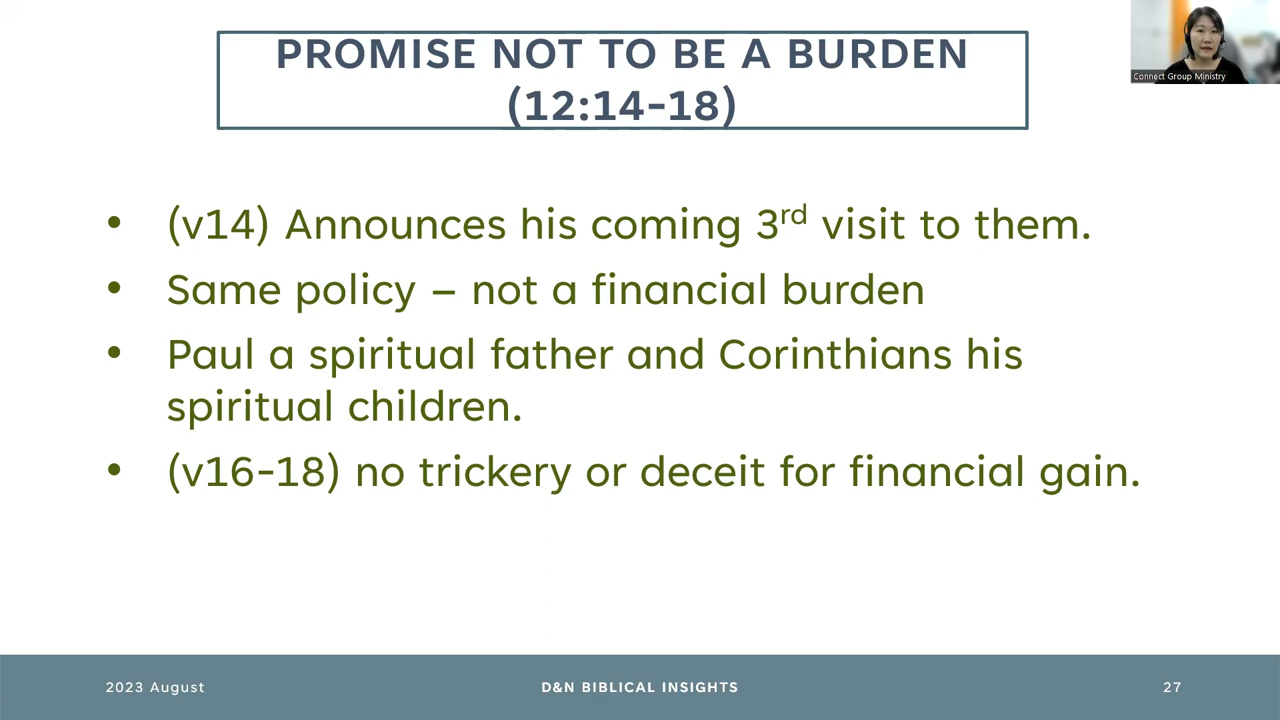 PROMISE NOT TO BE A BURDEN
(12:14-18)
Connect Group Ministry
• (v14) Announces his coming 3rd visit to them.
• Same policy – not a financial burden
• Paul a spiritual father and Corinthians his
spiritual children.
• (v16-18) no trickery or deceit for financial gain.
2023 August
D&N BIBLICAL INSIGHTS
27